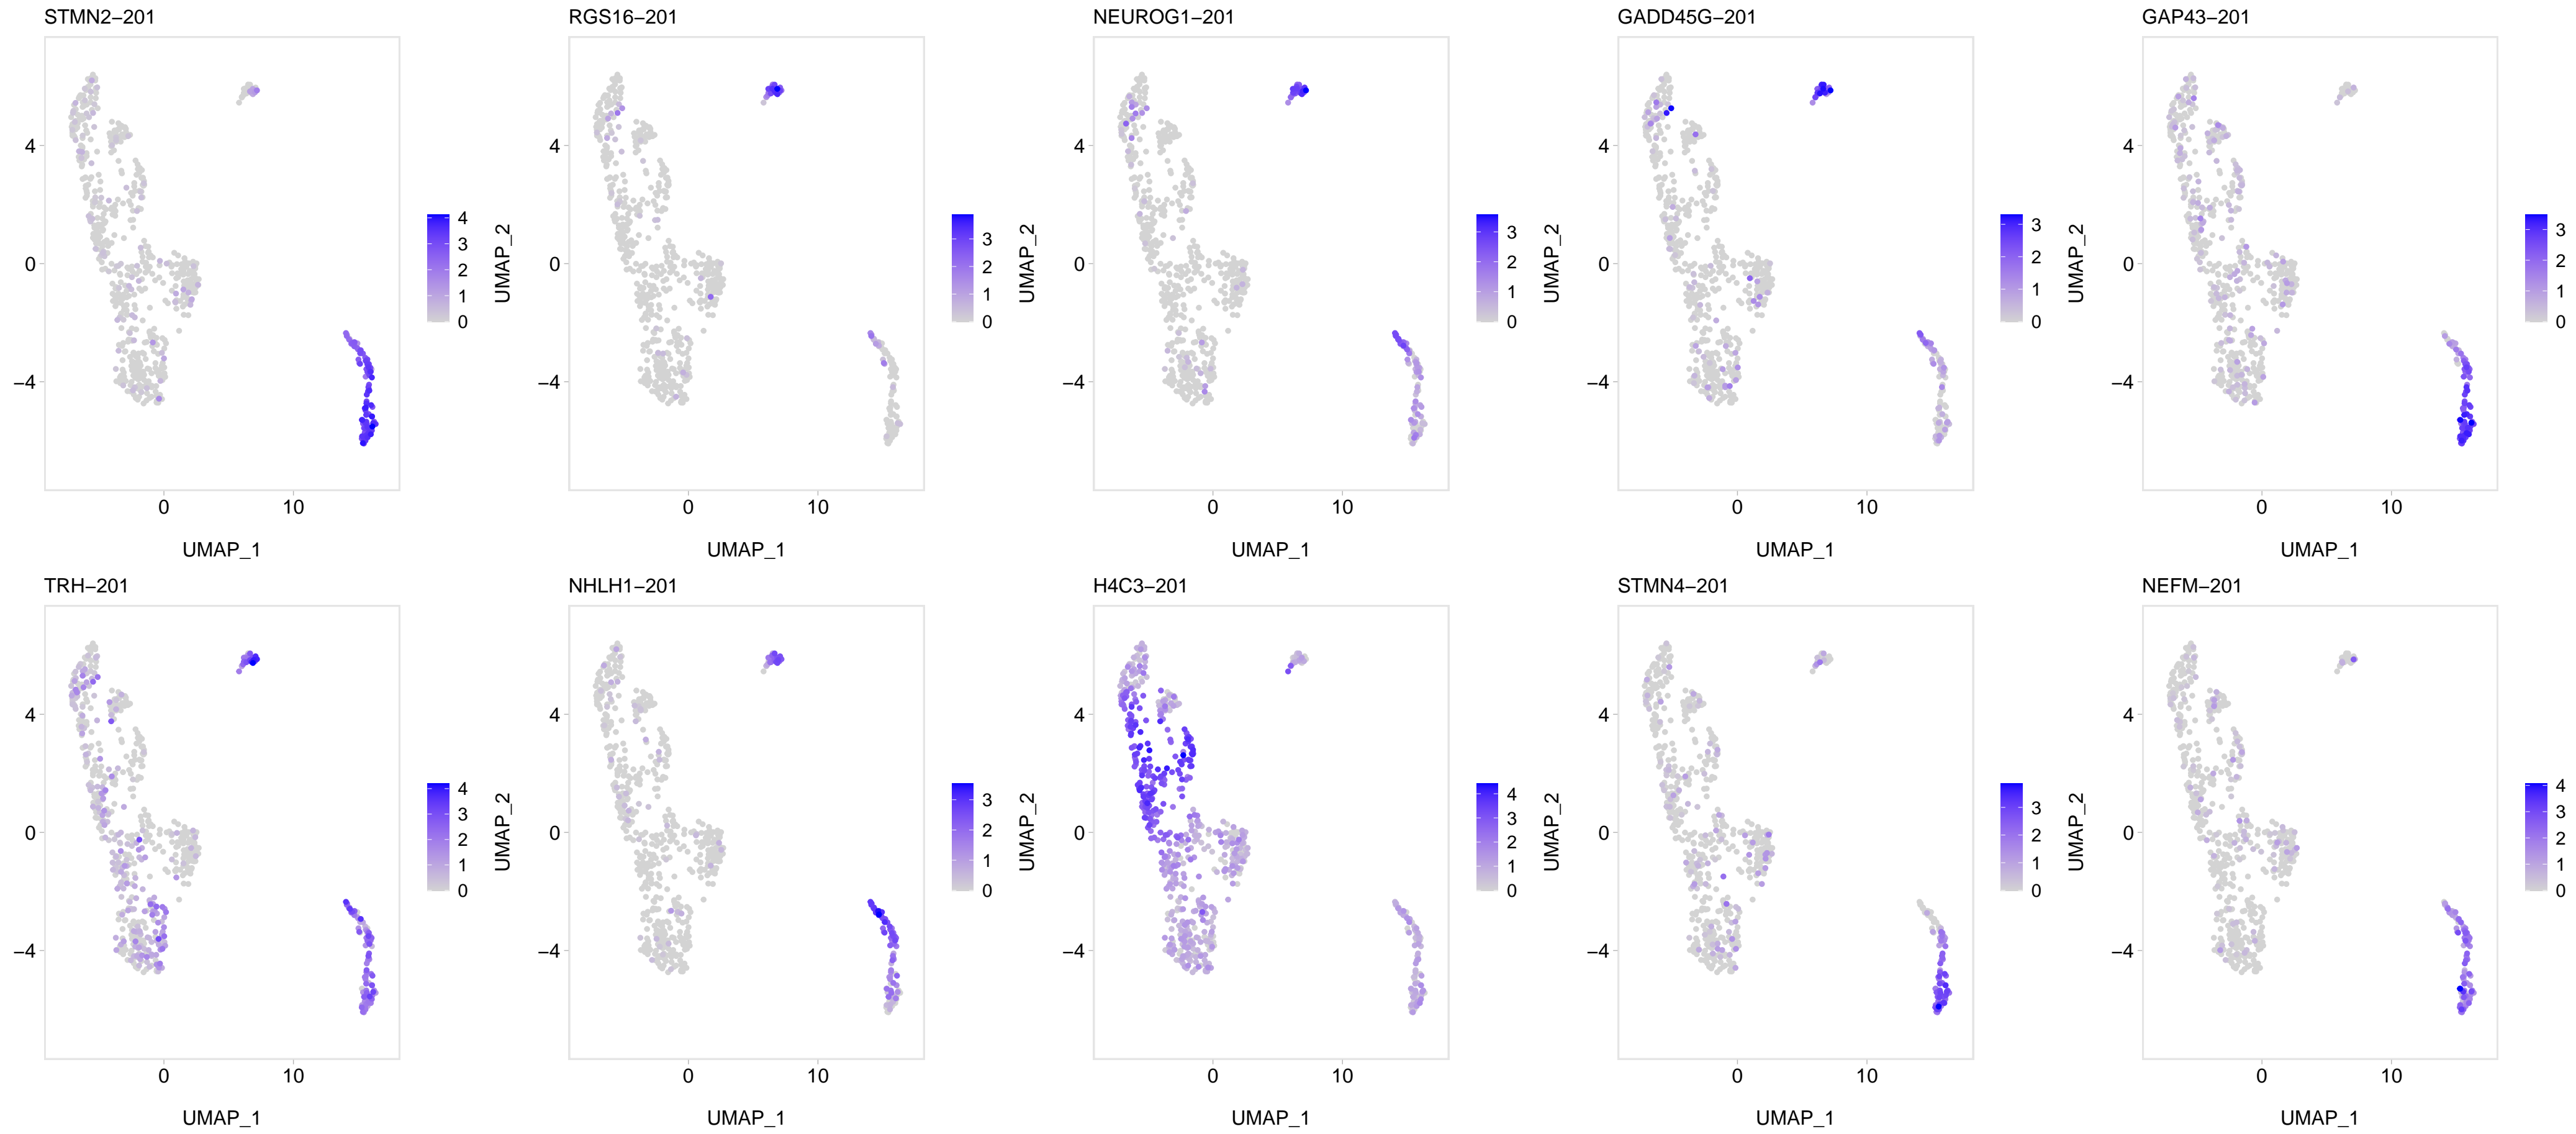 STMN2−201 RGS16−201 NEUROG1−201 GADD45G−201 GAP43−201
4 4 4 4 4
0 0 0 0 0
−4 −4 −4 −4 −4
4 3 2 1 0
3 2 1 0
3 2 1 0
3 2 1 0
3 2 1 0
UMAP_2 UMAP_2 UMAP_2 UMAP_2
0 10 0 10 0 10 0 10 0 10
UMAP_1 UMAP_1 UMAP_1 UMAP_1 UMAP_1
TRH−201 NHLH1−201 H4C3−201 STMN4−201 NEFM−201
4 4 4 4 4
0 0 0 0 0
−4 −4 −4 −4 −4
4 3 2 1 0
3 2 1 0
4 3 2 1 0
3 2 1 0
4 3 2 1 0
UMAP_2 UMAP_2 UMAP_2 UMAP_2
0 10 0 10 0 10 0 10 0 10
UMAP_1 UMAP_1 UMAP_1 UMAP_1 UMAP_1